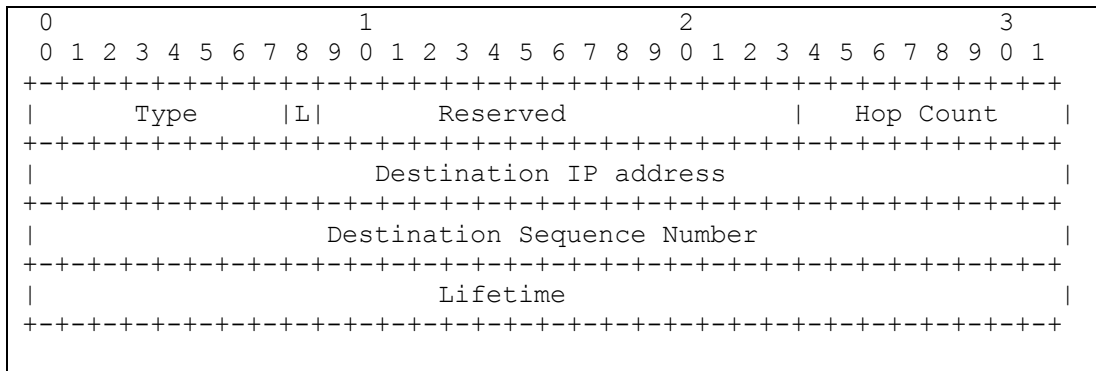 0                   1                   2                   3
 0 1 2 3 4 5 6 7 8 9 0 1 2 3 4 5 6 7 8 9 0 1 2 3 4 5 6 7 8 9 0 1
+-+-+-+-+-+-+-+-+-+-+-+-+-+-+-+-+-+-+-+-+-+-+-+-+-+-+-+-+-+-+-+-+
|      Type     |L|       Reserved              |   Hop Count   |
+-+-+-+-+-+-+-+-+-+-+-+-+-+-+-+-+-+-+-+-+-+-+-+-+-+-+-+-+-+-+-+-+
|                     Destination IP address                    |
+-+-+-+-+-+-+-+-+-+-+-+-+-+-+-+-+-+-+-+-+-+-+-+-+-+-+-+-+-+-+-+-+
|                  Destination Sequence Number                  |
+-+-+-+-+-+-+-+-+-+-+-+-+-+-+-+-+-+-+-+-+-+-+-+-+-+-+-+-+-+-+-+-+
|                         Lifetime                              |
+-+-+-+-+-+-+-+-+-+-+-+-+-+-+-+-+-+-+-+-+-+-+-+-+-+-+-+-+-+-+-+-+